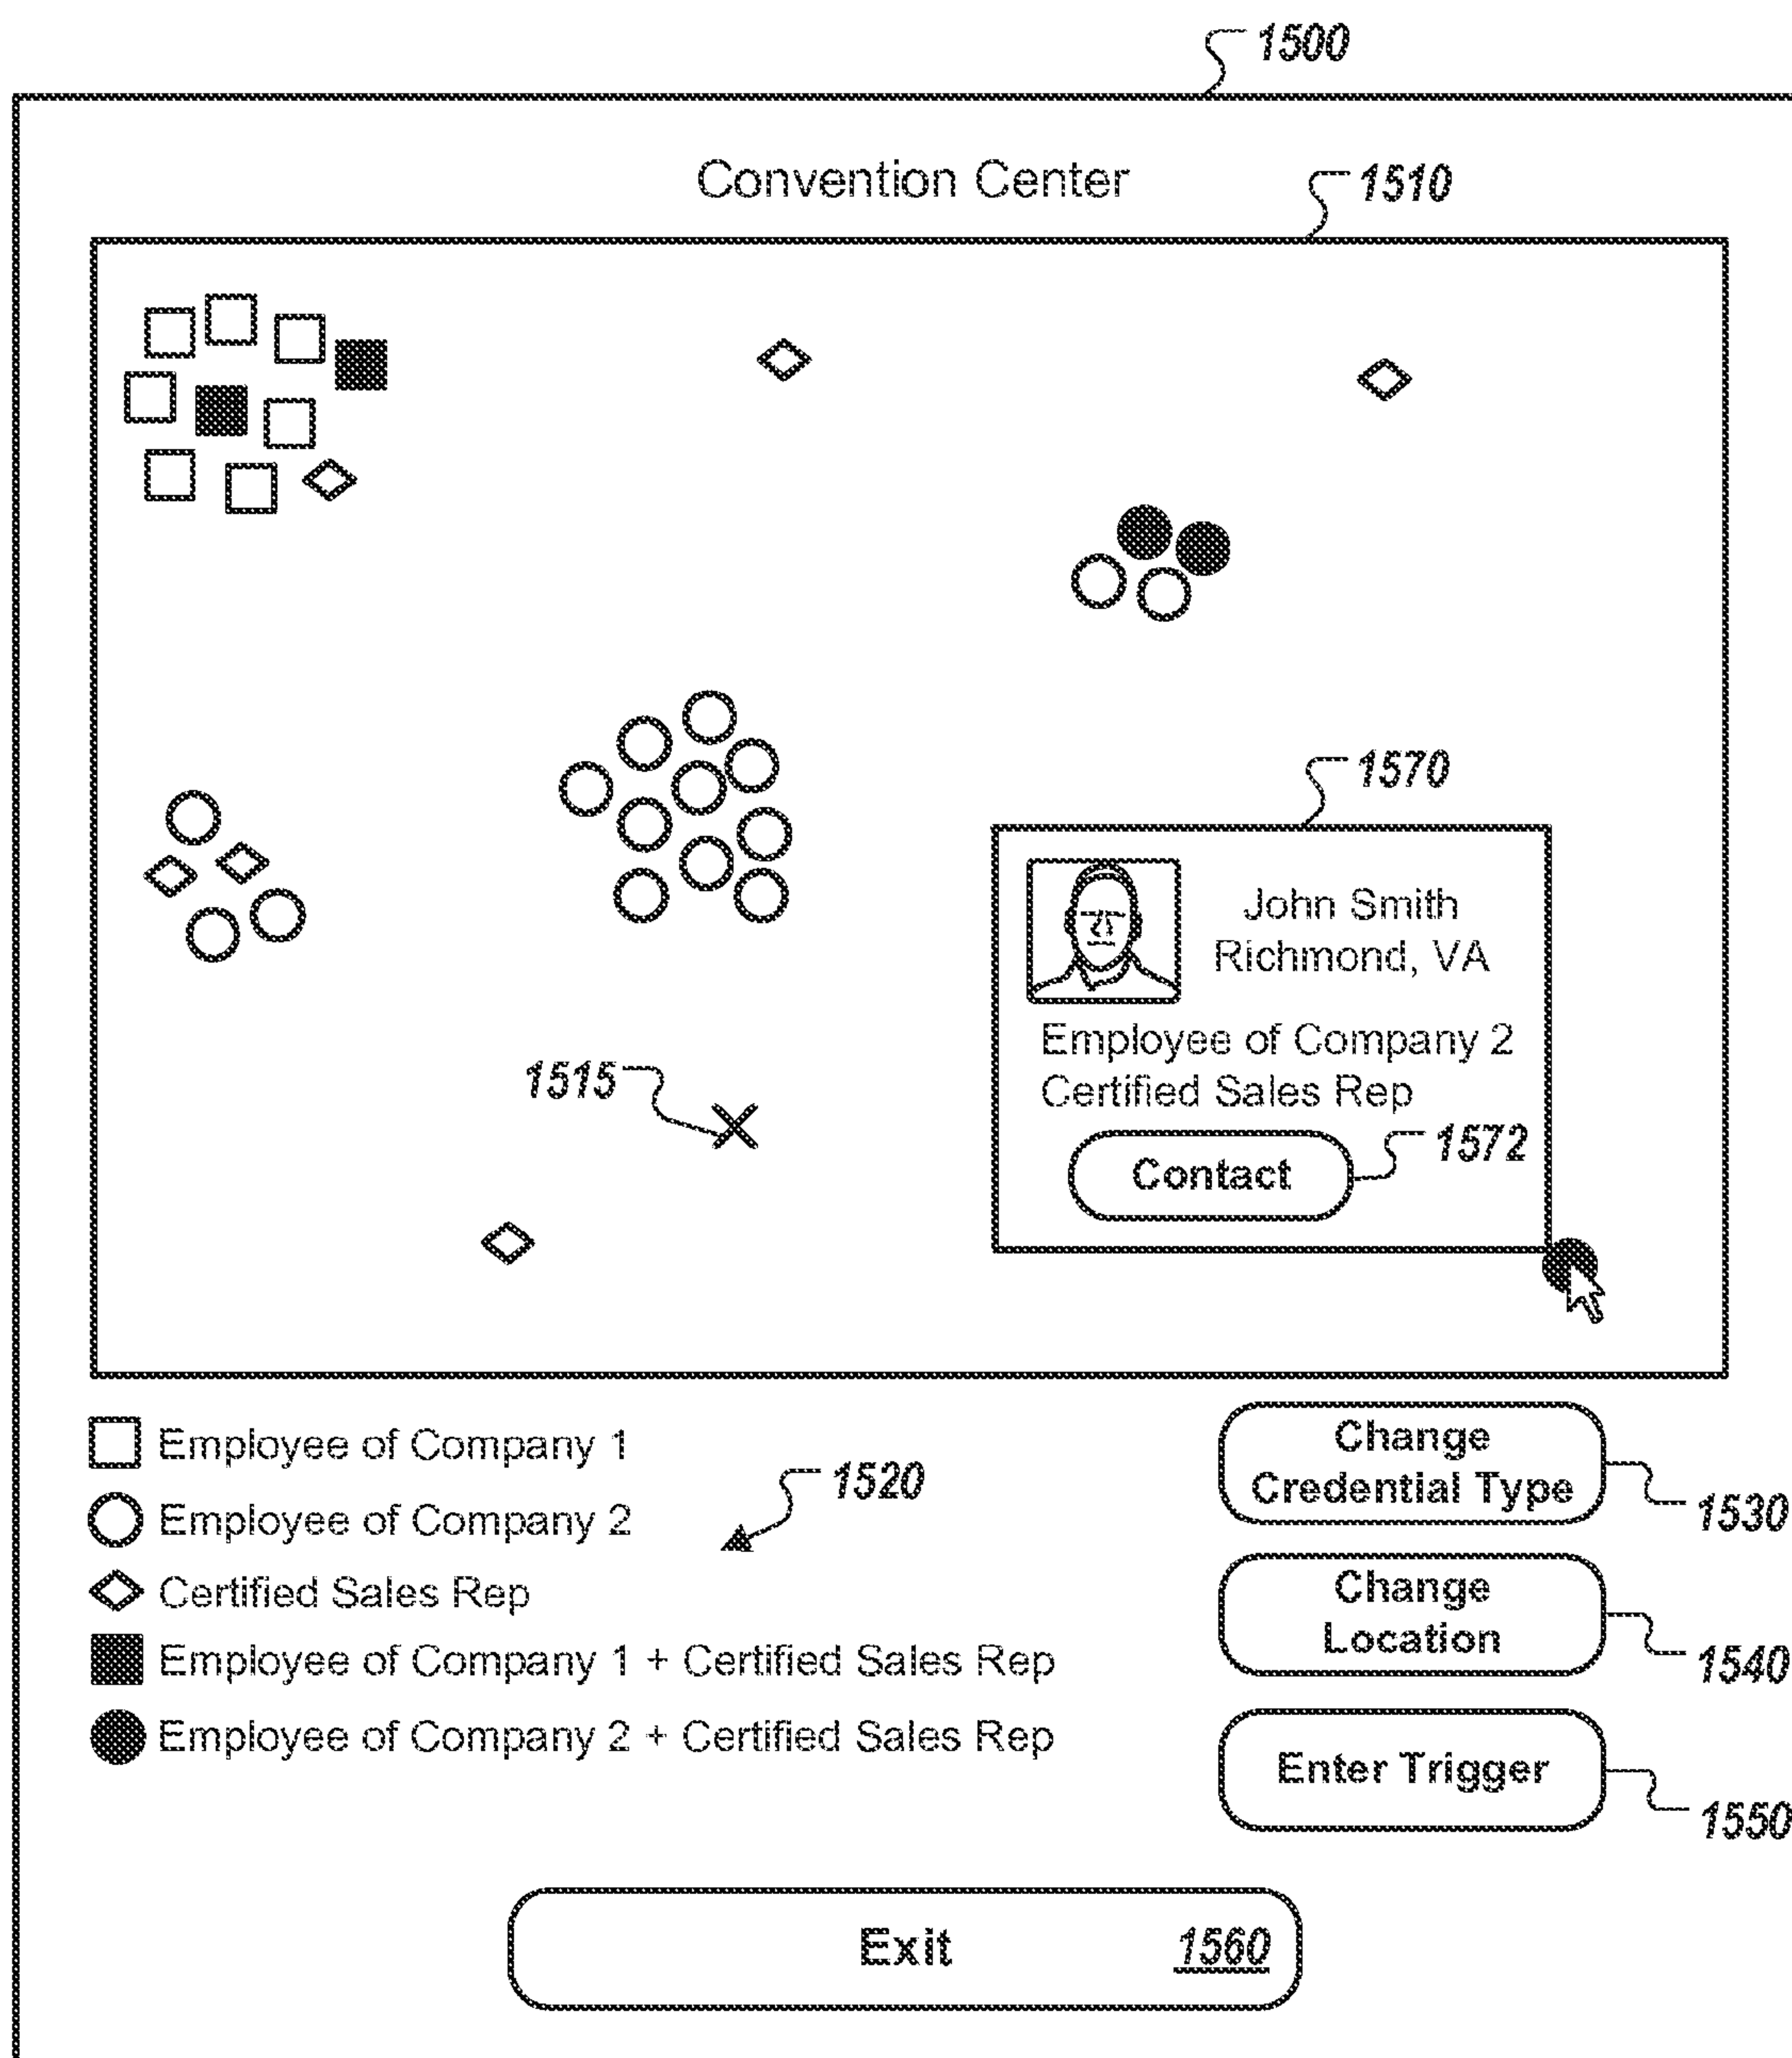 1500
Convention Center
1510
1570
John Smith
Richmond, VA
Employee of Company 2
Certified Sales Rep
1515
1572
Contact
Employee of Company 1
Employee of Company 2
Certified Sales Rep
Employee of Company 1 + Certified Sales Rep
Employee of Company 2 + Certified Sales Rep
1520
Change
Credential Type
1530
Change
Location
1540
Enter Trigger
1550
Exit 1560